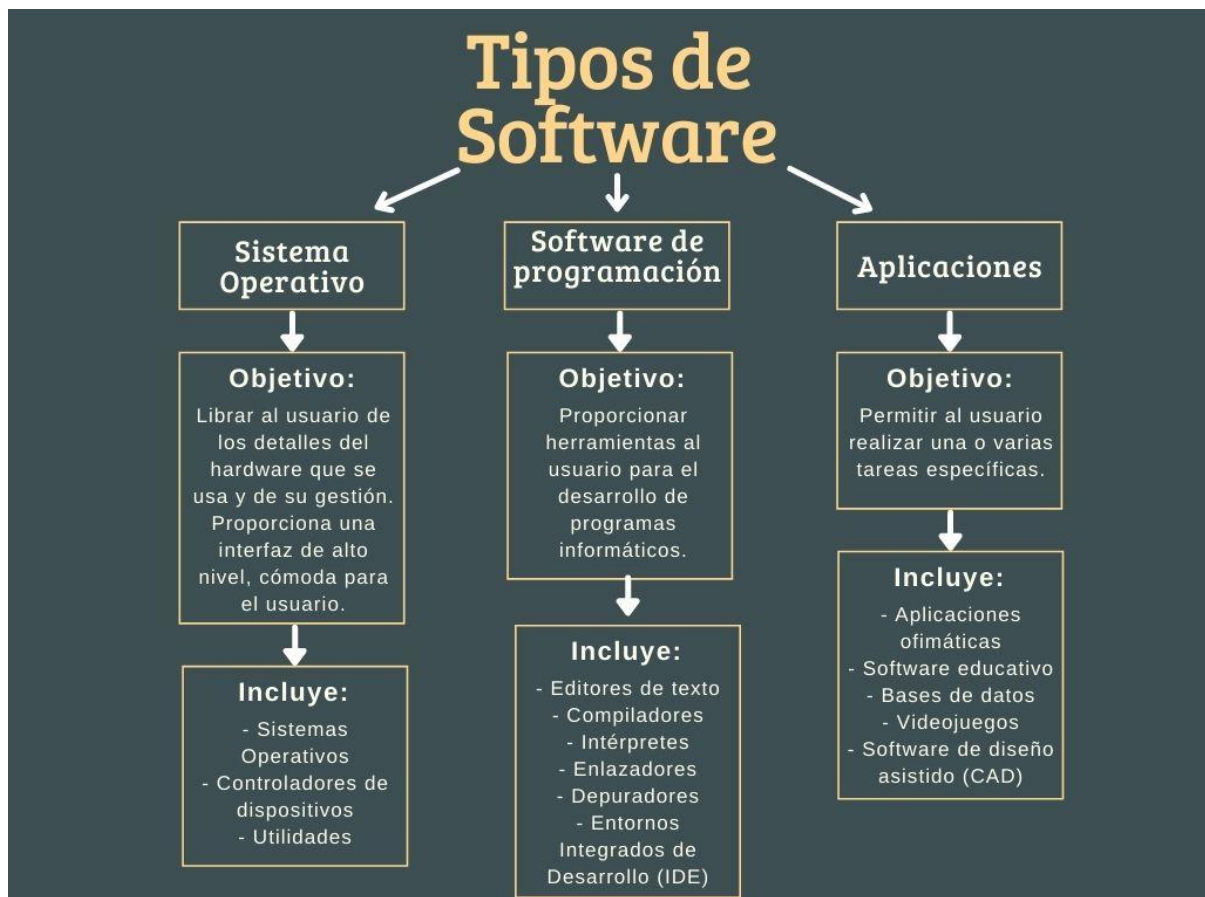 Tipos de
Software
Sistema
Operativo
Objetivo:
Librar al usuario de
los detalles del
hardware que se
usa y de su gestión.
Proporciona una
interfaz de alto
nivel, cómoda para
el usuario.
Incluye:
- Sistemas
Operativos
- Controladores de
dispositivos
- Utilidades
Software de
programación
Objetivo:
Proporcionar
herramientas al
usuario para el
desarrollo de
programas
informáticos.
Incluye:
- Editores de texto
- Compiladores
- Intérpretes
- Enlazadores
- Depuradores
- Entornos
Integrados de
Desarrollo (IDE)
Aplicaciones
Objetivo:
Permitir al usuario
realizar una o varias
tareas específicas.
Incluye:
- Aplicaciones
ofimáticas
- Software educativo
- Bases de datos
- Videojuegos
- Software de diseño
asistido (CAD)